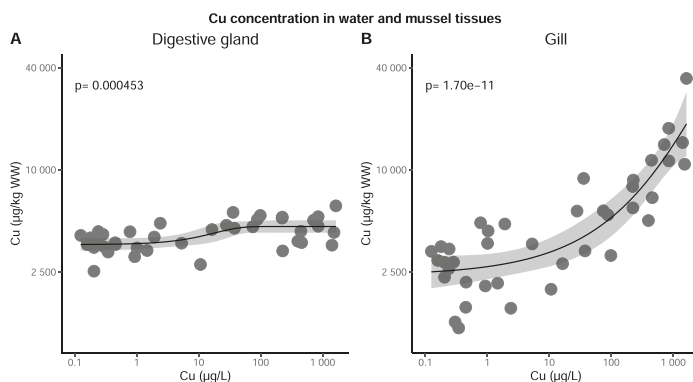 Cu concentration in water and mussel tissues
A
Digestive gland
B
Gill
40 000
p= 0.000453
10 000
2 500
Cu (µg/kg WW)
0.1
1
10
100
1 000
Cu (µg/L)
40 000
p= 1.70e−11
10 000
2 500
Cu (µg/kg WW)
0.1
1
10
100
1 000
Cu (µg/L)